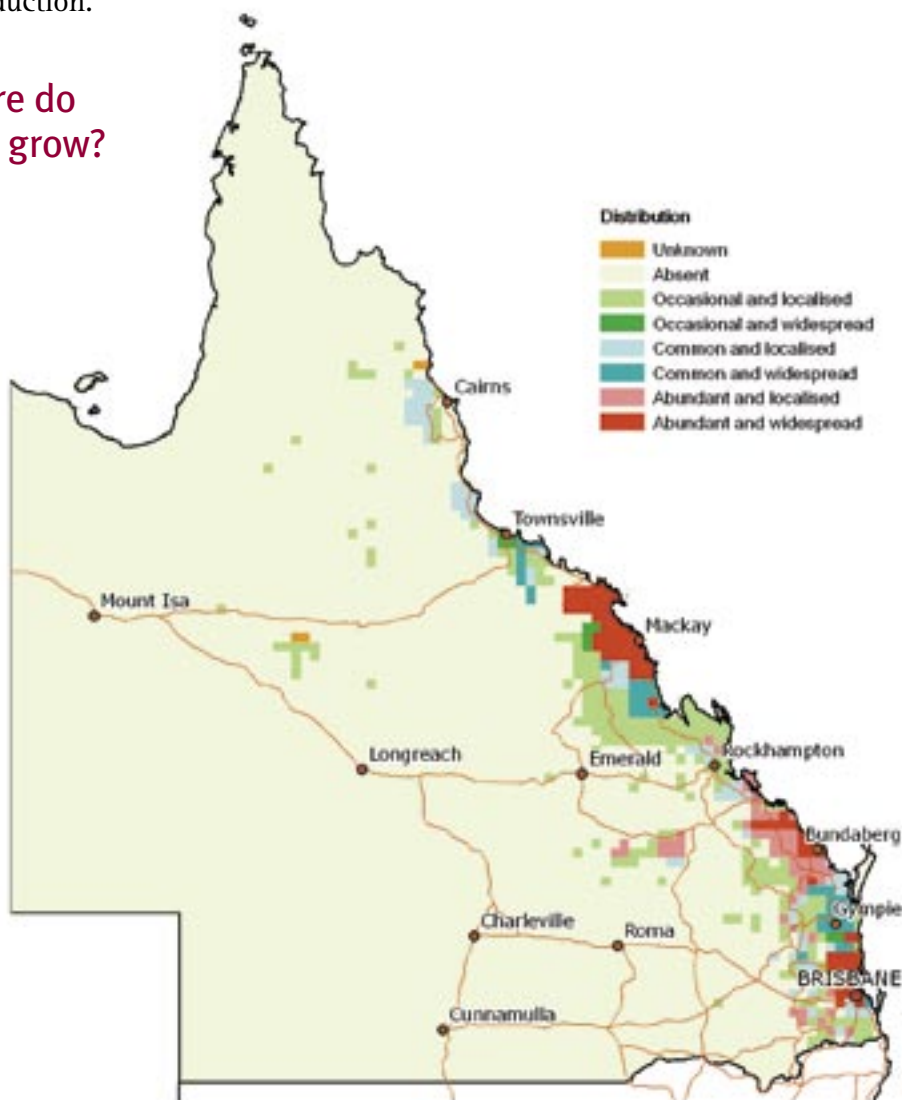 duction.
re do
grow?
Distribution
Unknown
Absent
Occasional and localised
Occasional and widespread
Common and localised
Common and widespread
Abundant and localised
Abundant and widespread
Cairns
Townsville
Mount Isa
Mackay
Longreach
Emerald
Rockhampton
Bundaberg
Gympie
Charleville
Roma
BRISBANE
Cunnamulla